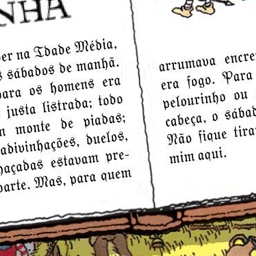 NHA
er na Idade Média,
s sábados de manhã.
para os homens era
justa listrada; todo
m monte de piadas;
adivinhações, duelos,
haçadas estavam pre-
parte. Mas, para quem
arrumava encre
era fogo. Para
pelourinho ou
cabeça, o sábad
Não fique tira
mim aqui.